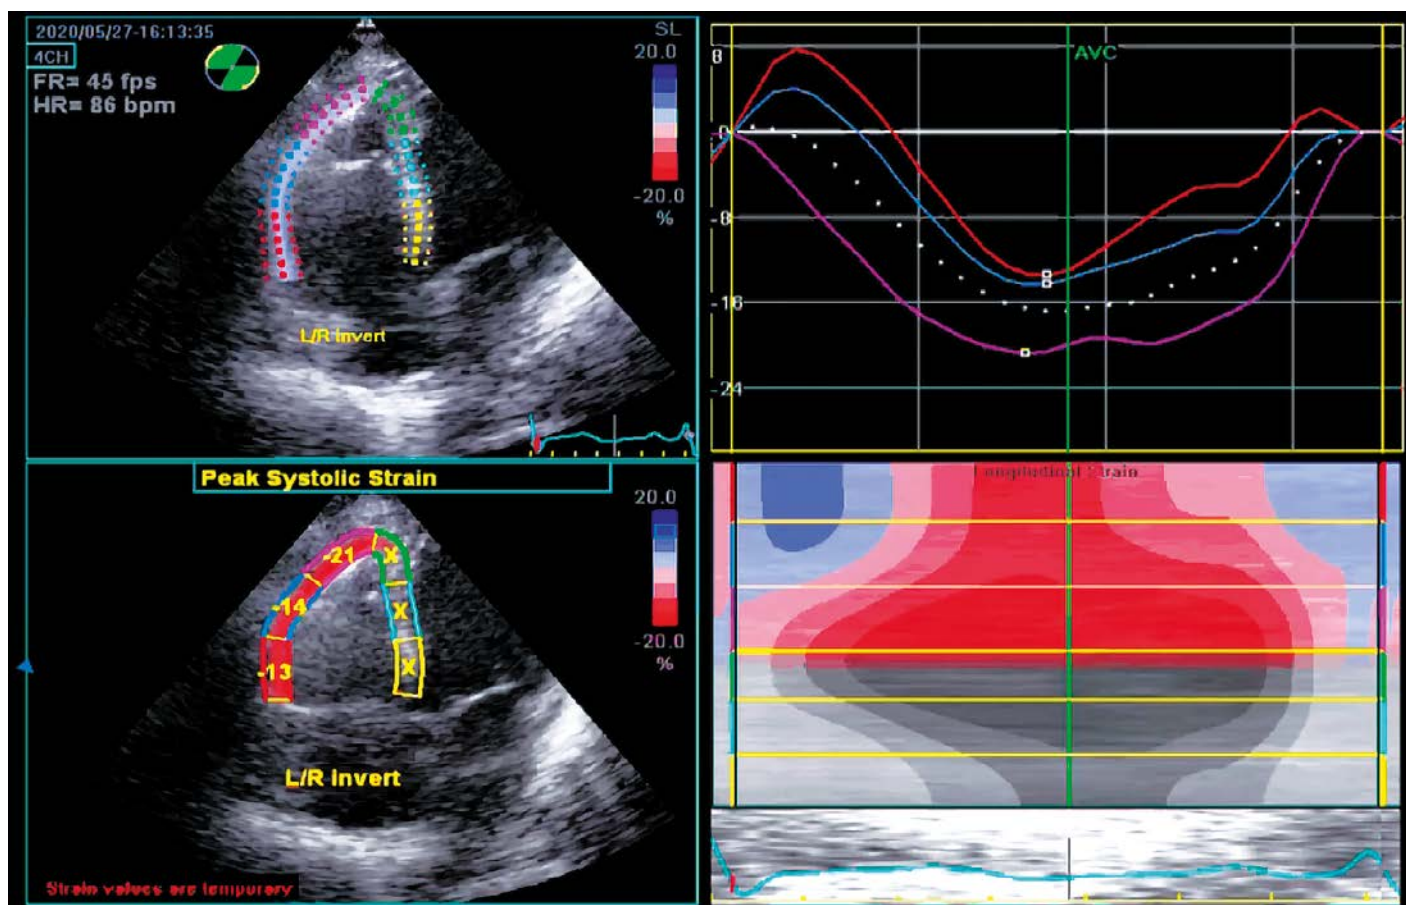 2020/05/27-16:13:35
4CH
FR= 45 fps
HR= 86 bpm
SL
20.0
-20.0
%
L/R Invert
8
AVC
0
-8
-16
-24
Peak Systolic Strain
20.0
-20.0
%
-21
X
-14
X
-13
X
L/R Invert
Strain values are temporary
Longitudinal Strain